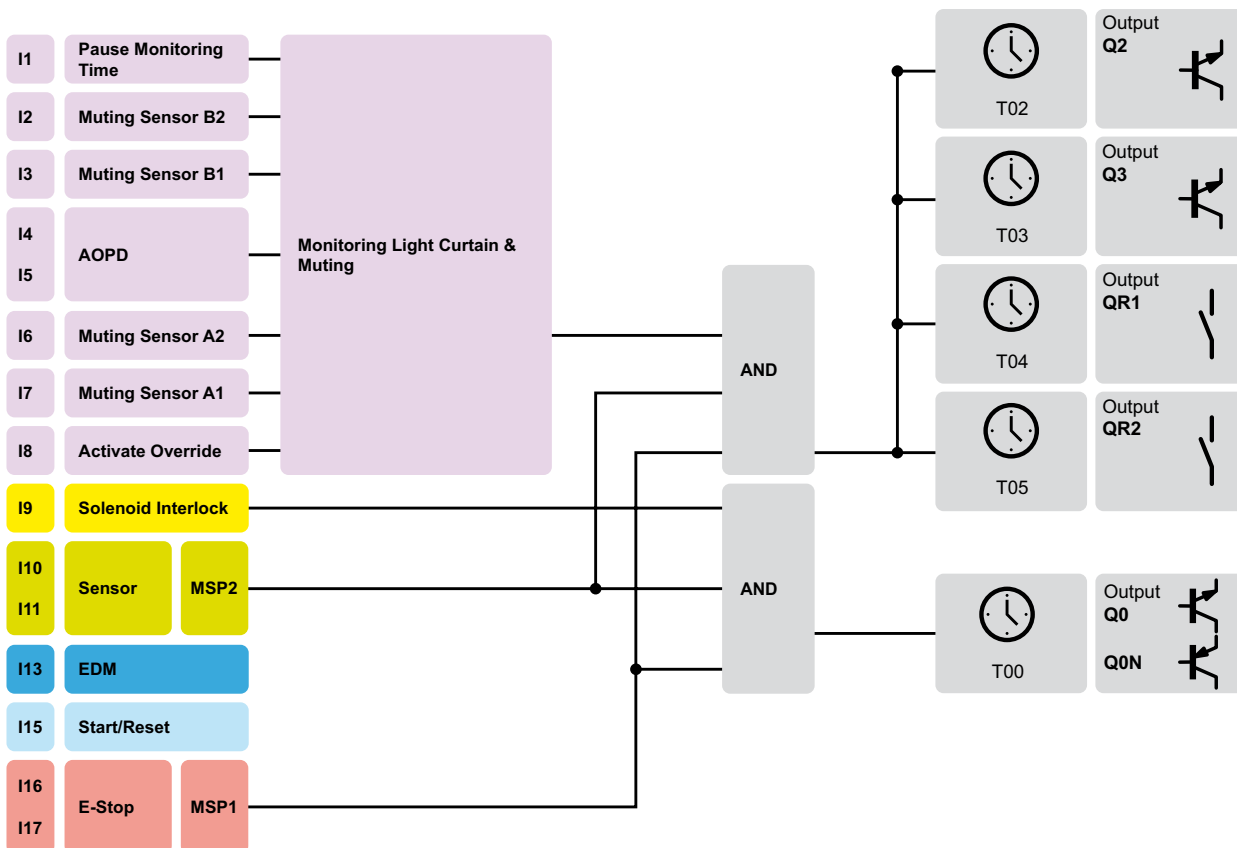 I1
Pause Monitoring
Time
I2
Muting Sensor B2
I3
Muting Sensor B1
I4
I5
AOPD
I6
Muting Sensor A2
I7
Muting Sensor A1
I8
Activate Override
Monitoring Light Curtain &
Muting
I9
Solenoid Interlock
I10
I11
Sensor
MSP2
I13
EDM
I15
Start/Reset
I16
I17
E-Stop
MSP1
AND
AND
T02
Output
Q2
T03
Output
Q3
T04
Output
QR1
T05
Output
QR2
T00
Output
Q0
Q0N